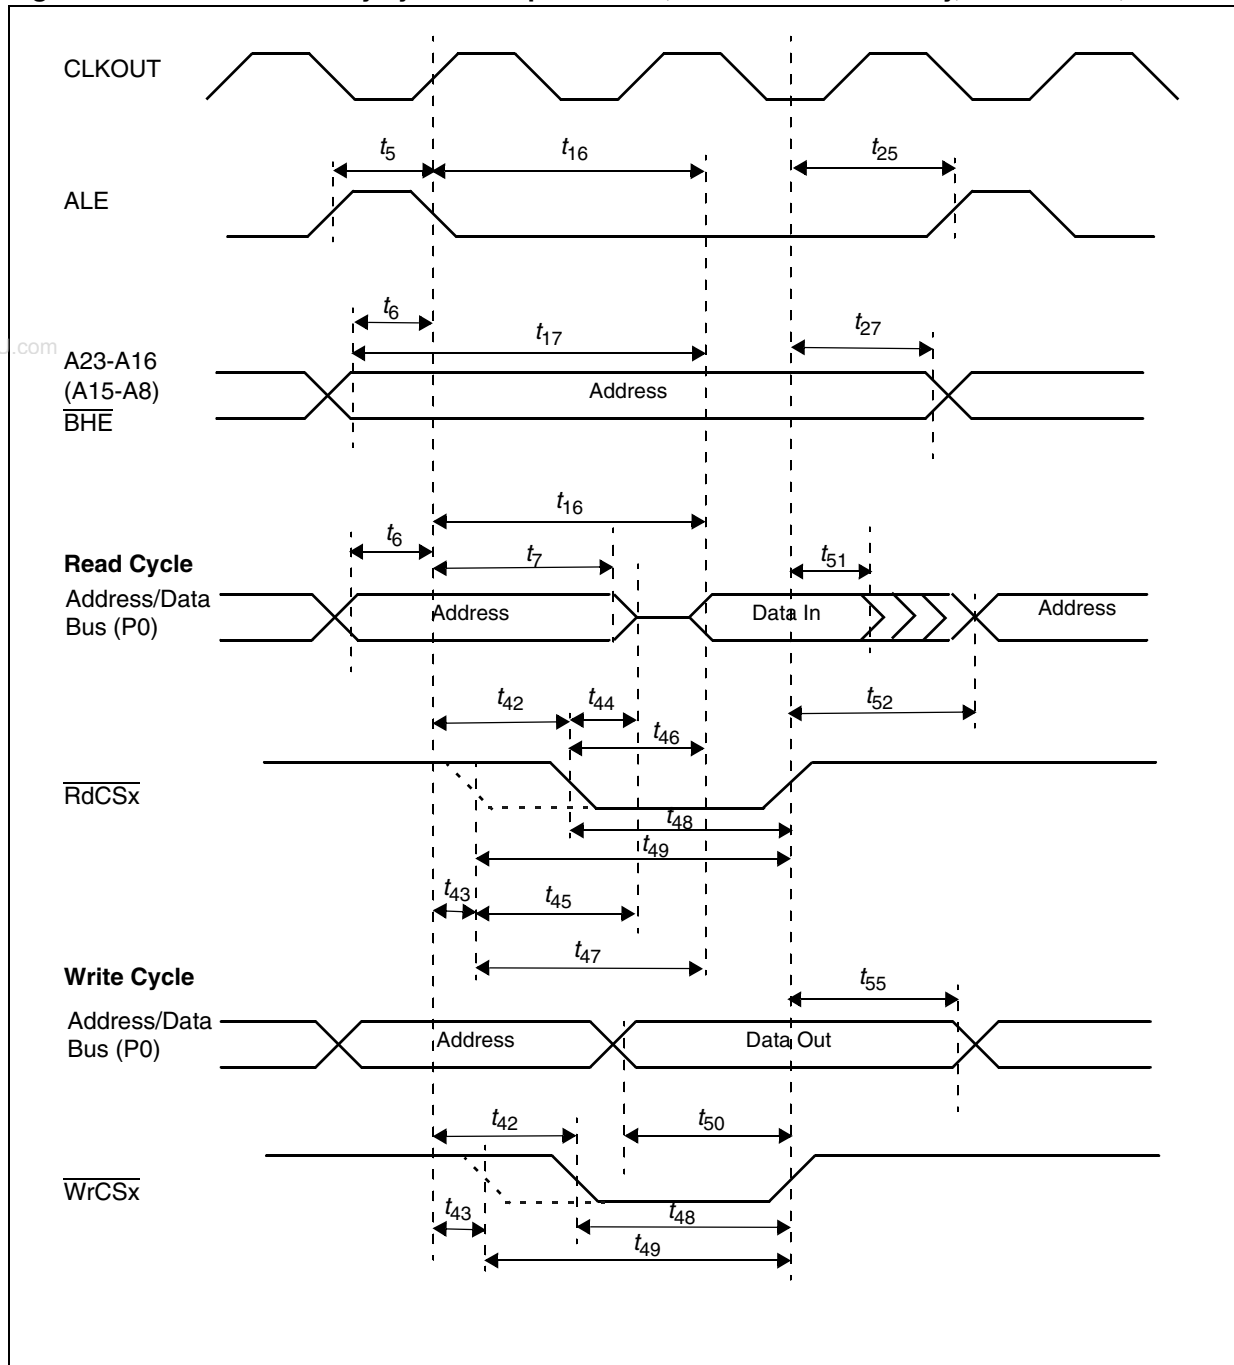 CLKOUT
t5
t16
t25
ALE
t6
t17
t27
J.com
A23-A16
(A15-A8)
BHE
Address
t16
t6
t7
t51
Read Cycle
Address/Data
Bus (P0)
Address
Data In
Address
t42
t44
t52
t46
RdCSx
t48
t49
t43
t45
t47
Write Cycle
t55
Address/Data
Bus (P0)
Address
Data Out
t42
t50
WrCSx
t43
t48
t49